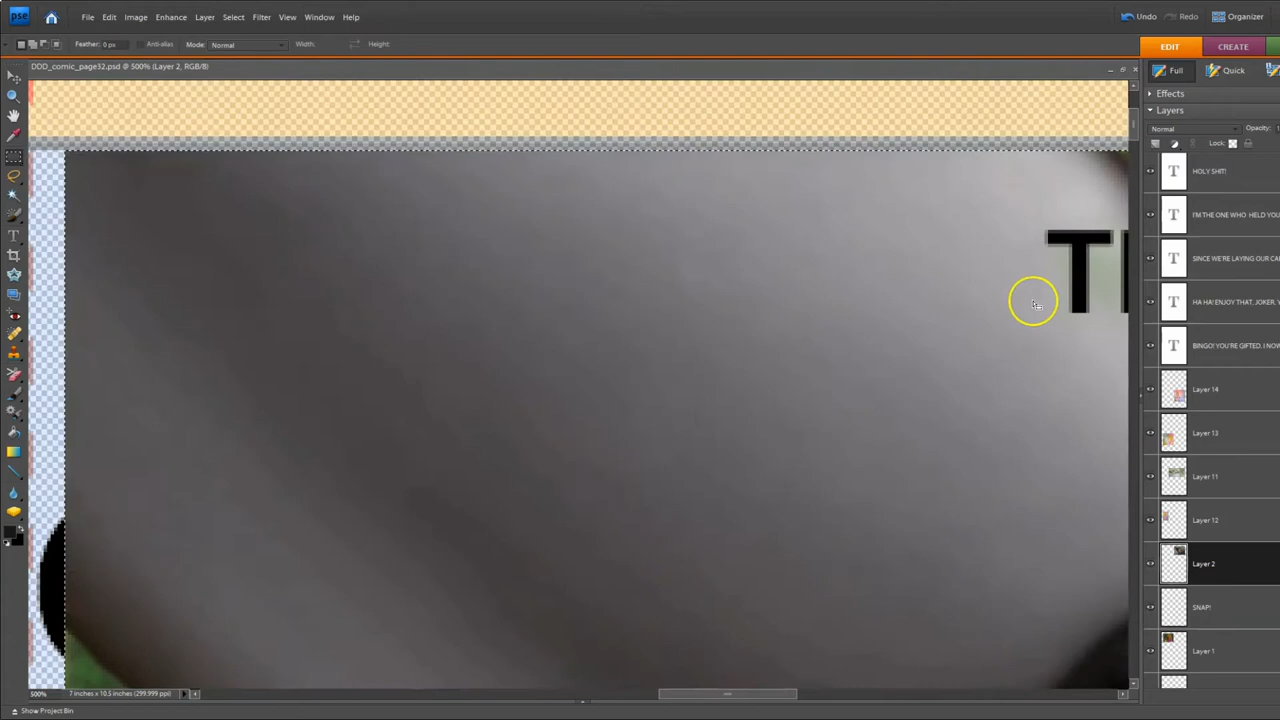 pse File Edit Image Enhance Layer Select Filter View Window Help Undo Redo Organizer
Feather: 0 px Anti-alias Mode: Normal Width: Height: EDIT CREATE
DDD_comic_page32.psd @ 500% (Layer 2, RGB/8) Full Quick
Effects
Layers
Normal Opacity: 1
Lock:
T HOLY SHIT!
T I'M THE ONE WHO HELD YOU
T SINCE WE'RE LAYING OUR CA
T HA HA! ENJOY THAT, JOKER. Y
T BINGO! YOU'RE GIFTED. I NOW
T
Layer 14
Layer 13
Layer 11
Layer 12
Layer 2
SNAP!
Layer 1
500% 7 inches x 10.5 inches (299.999 ppi)
Show Project Bin